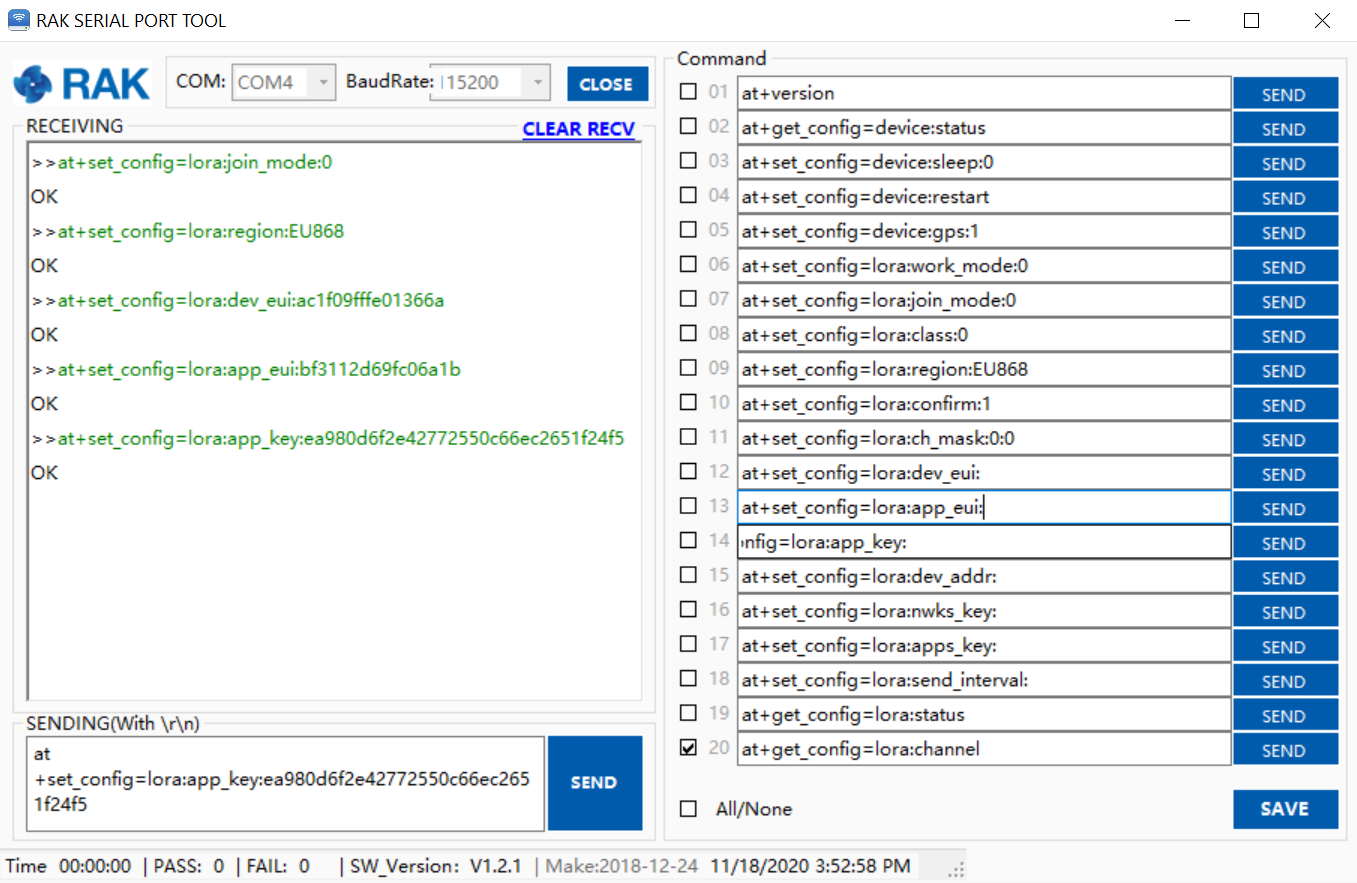 RAK SERIAL PORT TOOL
RAK
COM: COM4 BaudRate: 115200 CLOSE
RECEIVING
CLEAR RECV
>>at+set_config=lora:join_mode:0
OK
>>at+set_config=lora:region:EU868
OK
>>at+set_config=lora:dev_eui:ac1f09fffe01366a
OK
>>at+set_config=lora:app_eui:bf3112d69fc06a1b
OK
>>at+set_config=lora:app_key:ea980d6f2e42772550c66ec2651f24f5
OK
SENDING(With \r\n)
at
+set_config=lora:app_key:ea980d6f2e42772550c66ec265
1f24f5
SEND
Command
01 at+version SEND
02 at+get_config=device:status SEND
03 at+set_config=device:sleep:0 SEND
04 at+set_config=device:restart SEND
05 at+set_config=device:gps:1 SEND
06 at+set_config=lora:work_mode:0 SEND
07 at+set_config=lora:join_mode:0 SEND
08 at+set_config=lora:class:0 SEND
09 at+set_config=lora:region:EU868 SEND
10 at+set_config=lora:confirm:1 SEND
11 at+set_config=lora:ch_mask:0:0 SEND
12 at+set_config=lora:dev_eui: SEND
13 at+set_config=lora:app_eui: SEND
14 onfig=lora:app_key: SEND
15 at+set_config=lora:dev_addr: SEND
16 at+set_config=lora:nwks_key: SEND
17 at+set_config=lora:apps_key: SEND
18 at+set_config=lora:send_interval: SEND
19 at+get_config=lora:status SEND
20 at+get_config=lora:channel SEND
All/None SAVE
Time 00:00:00 | PASS: 0 | FAIL: 0 | SW_Version: V1.2.1 | Make:2018-12-24 11/18/2020 3:52:58 PM